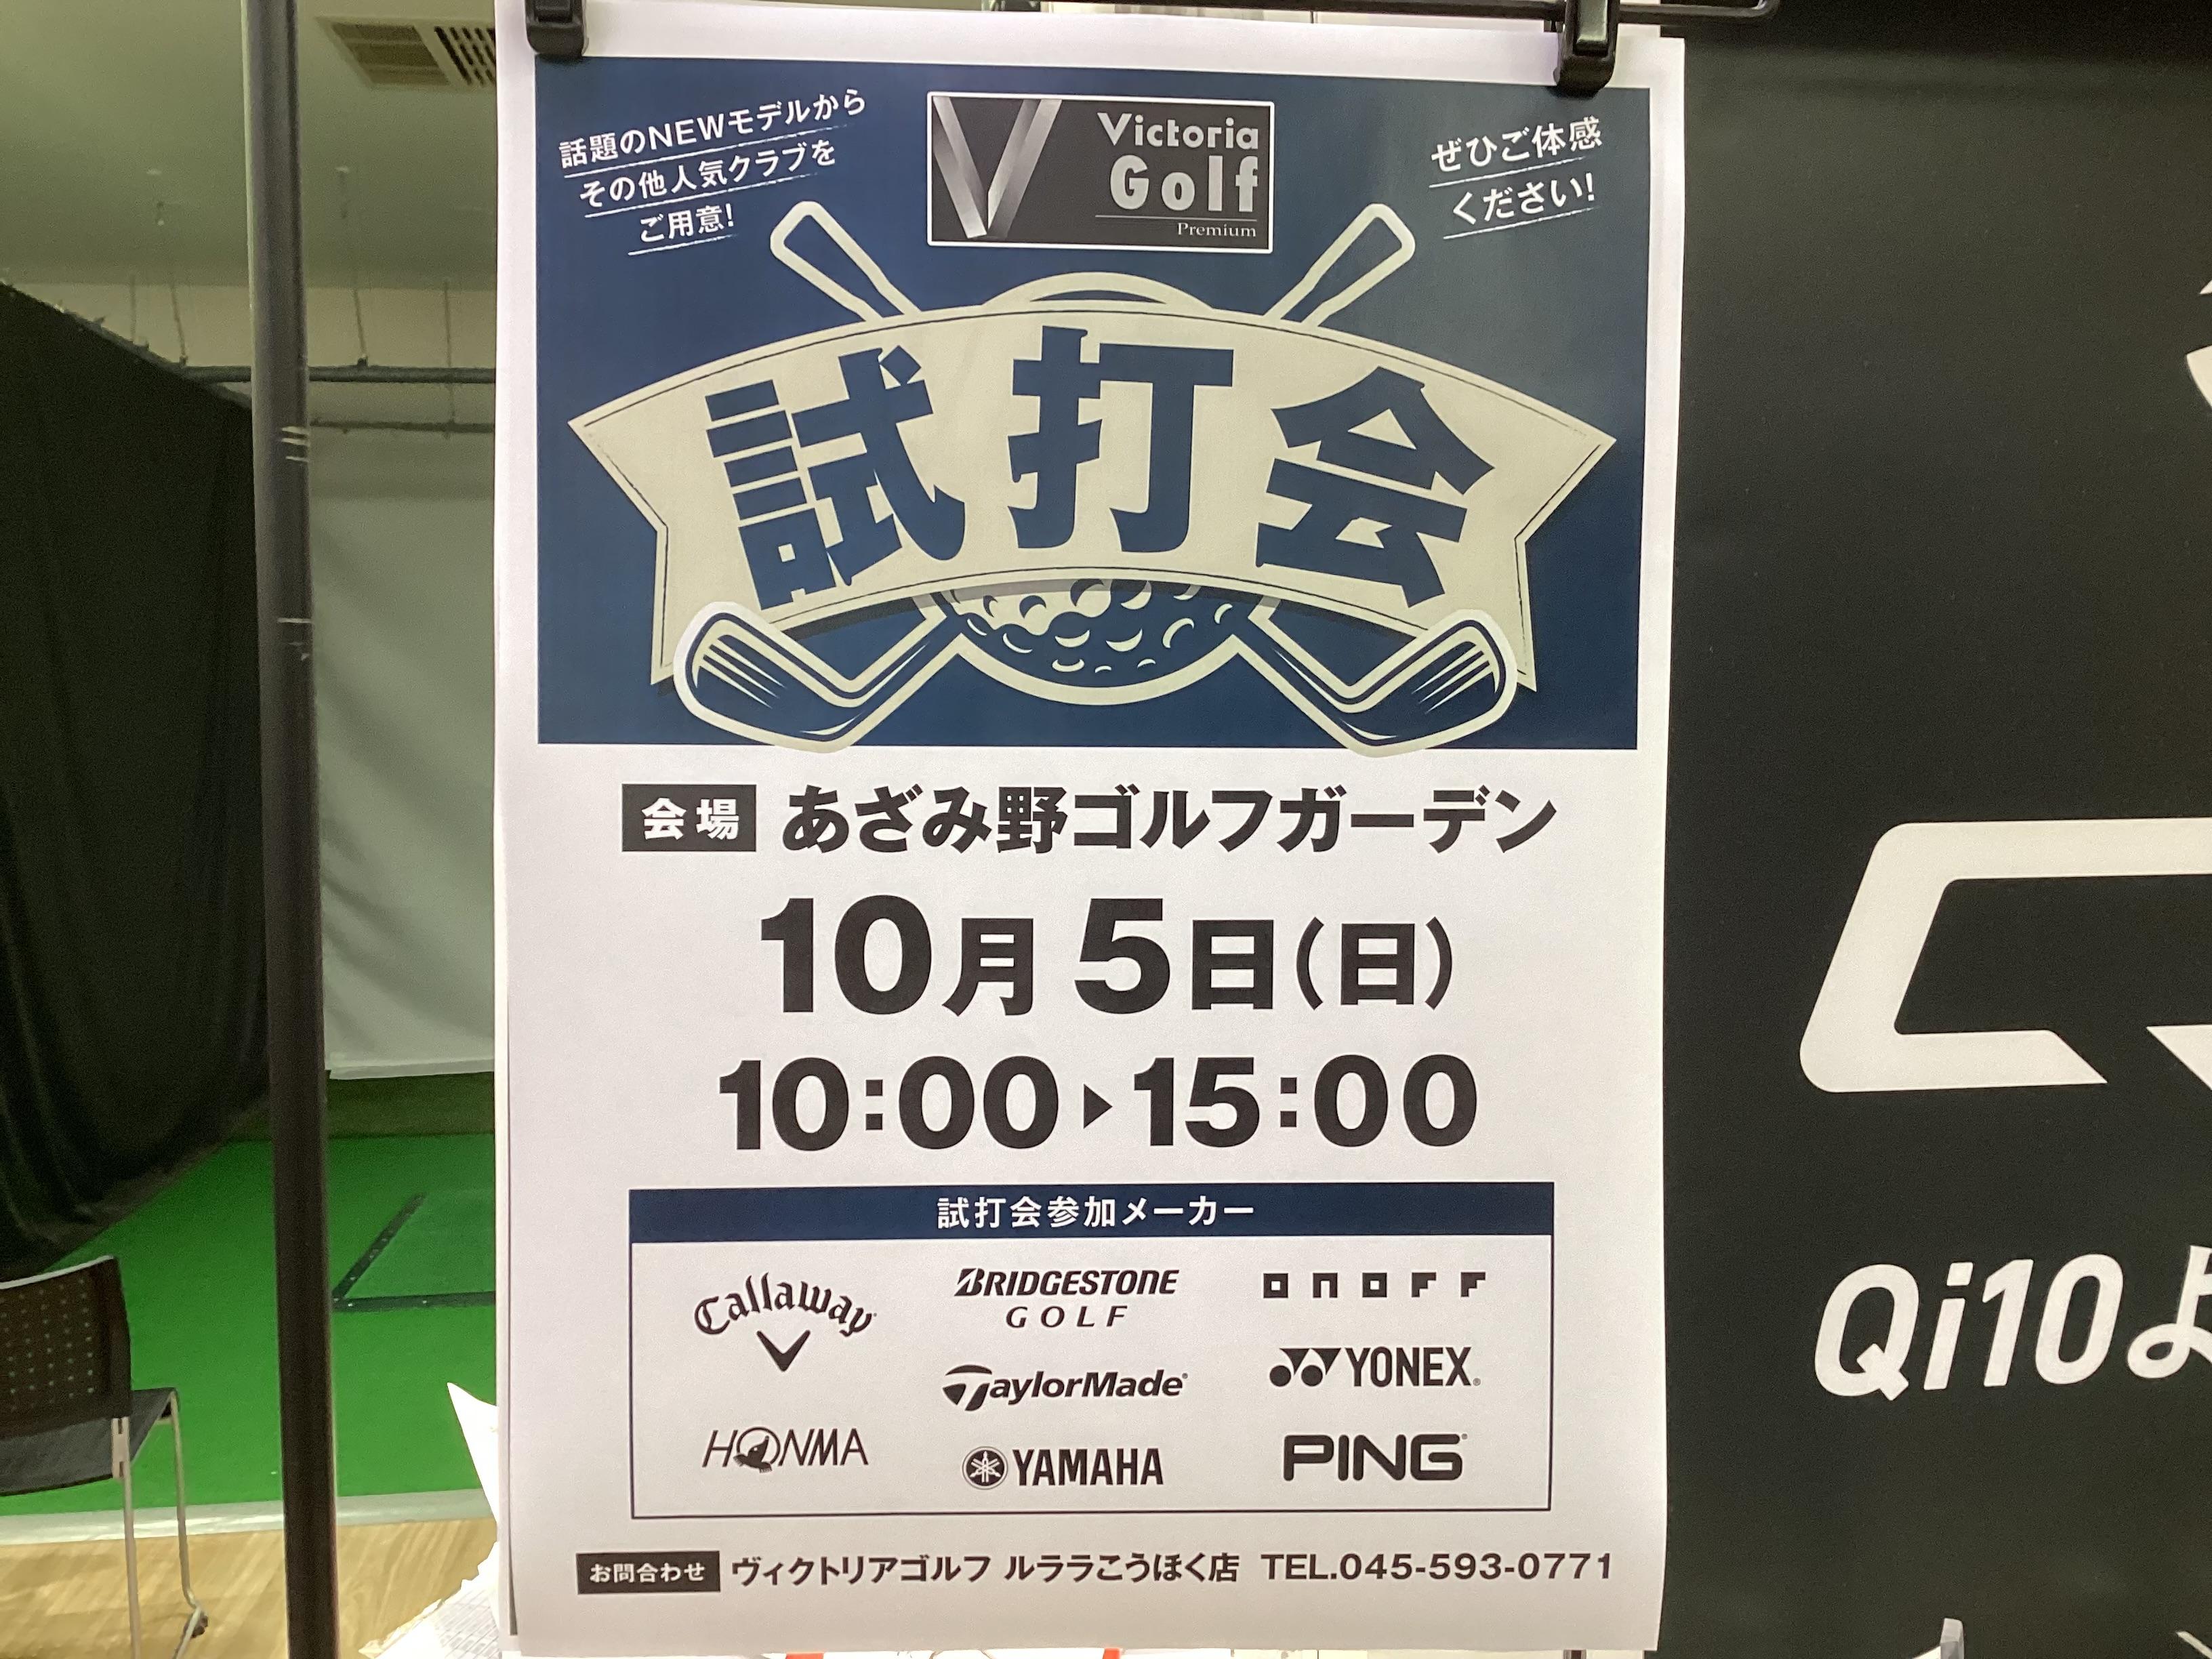 話題のNEWモデルから
その他人気クラブを
ご用意!
Victoria
Golf
Premium
ぜひご体感
ください!
試打会
会場 あざみ野ゴルフガーデン
10月5日(日)
10:00▶15:00
試打会参加メーカー
Callaway
BRIDGESTONE
GOLF
ONOFF
TaylorMade
YONEX
HONMA
YAMAHA
PING
お問合わせ ヴィクトリアゴルフ ルララこうほく店 TEL.045-593-0771
Qi10よ